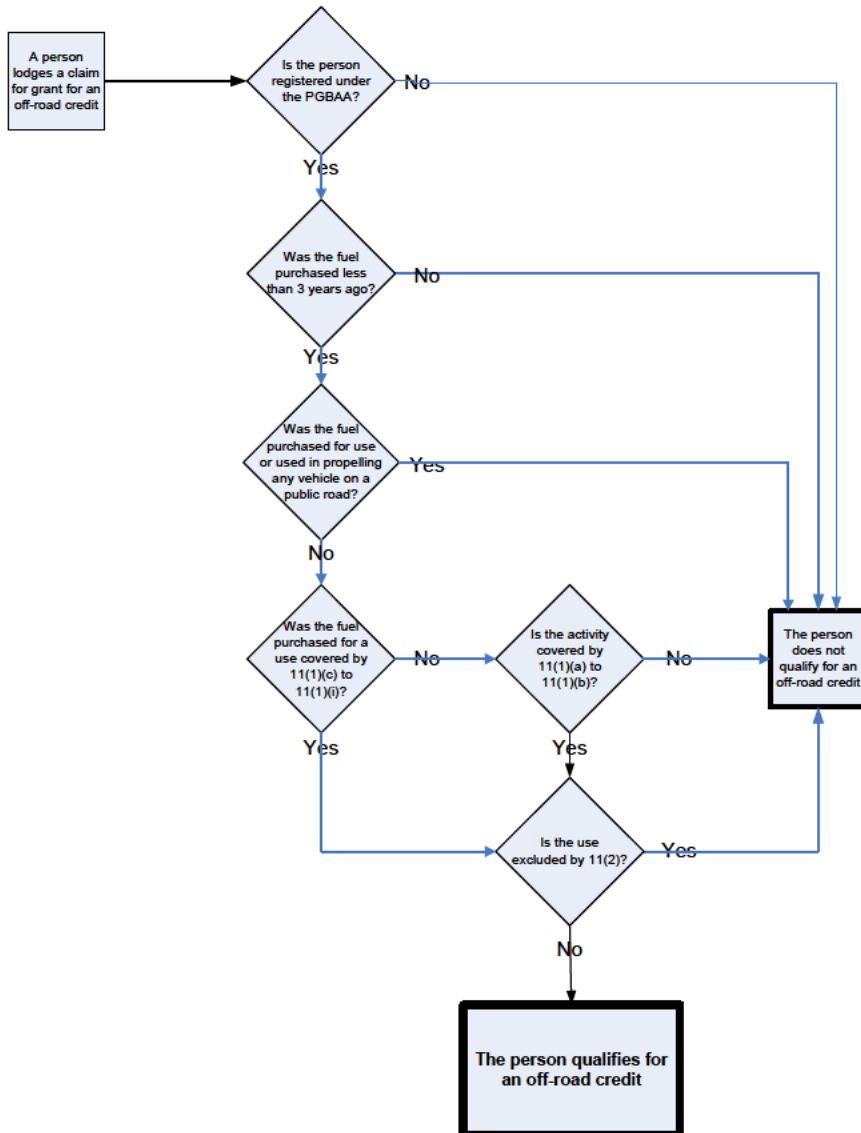 A person
lodges a claim
for grant for an
off-road credit
Is the person
registered under
the PGBAA?
No
Yes
Was the fuel
purchased less
than 3 years ago?
No
Yes
Was the fuel
purchased for use
or used in propelling
any vehicle on a
public road?
Yes
No
Was the fuel
purchased for a
use covered by
11(1)(c) to
11(1)(i)?
No
Is the activity
covered by
11(1)(a) to
11(1)(b)?
No
The person
does not
qualify for an
off-road credit
Yes
Yes
Is the use
excluded by 11(2)?
Yes
No
The person qualifies for
an off-road credit